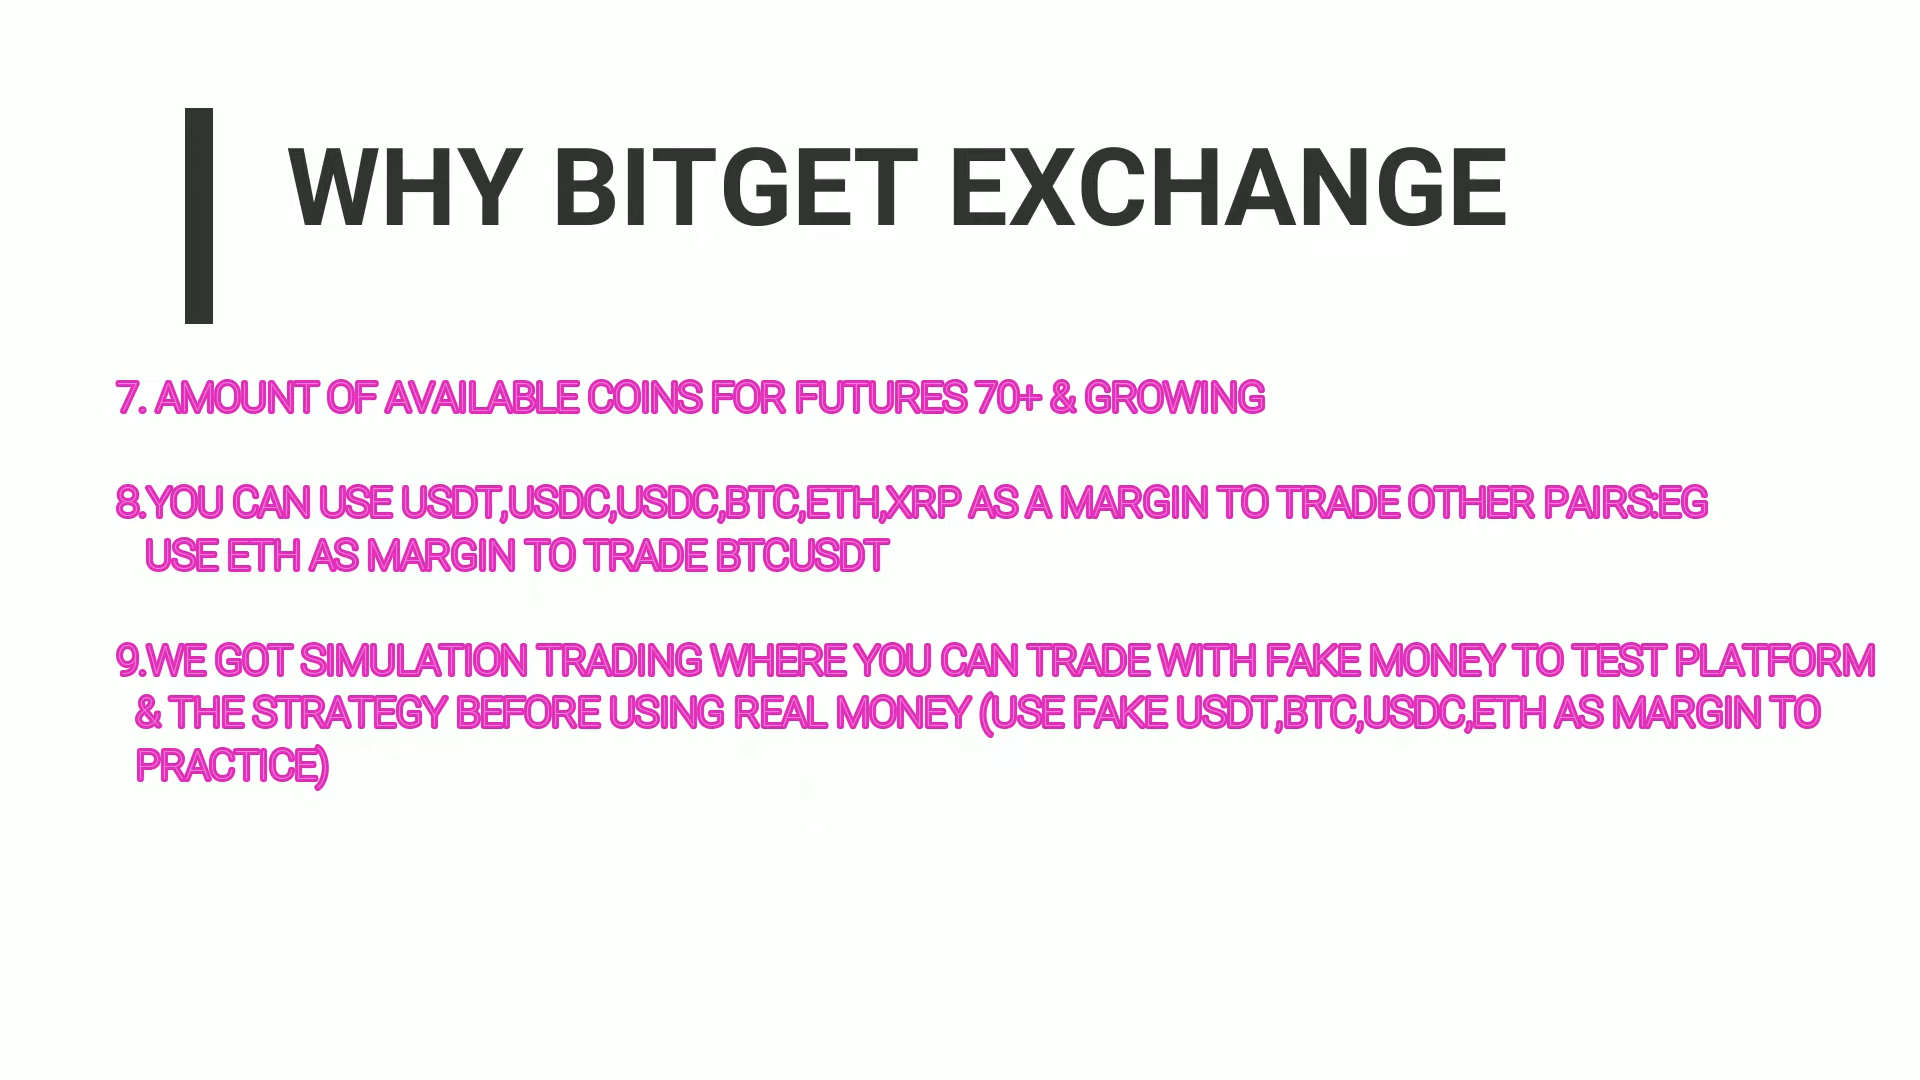 WHY BITGET EXCHANGE
7. AMOUNT OF AVAILABLE COINS FOR FUTURES 70+ & GROWING
8.YOU CAN USE USDT,USDC,USDC,BTC,ETH,XRP AS A MARGIN TO TRADE OTHER PAIRS:EG
USE ETH AS MARGIN TO TRADE BTCUSDT
9.WE GOT SIMULATION TRADING WHERE YOU CAN TRADE WITH FAKE MONEY TO TEST PLATFORM
& THE STRATEGY BEFORE USING REAL MONEY (USE FAKE USDT,BTC,USDC,ETH AS MARGIN TO
PRACTICE)